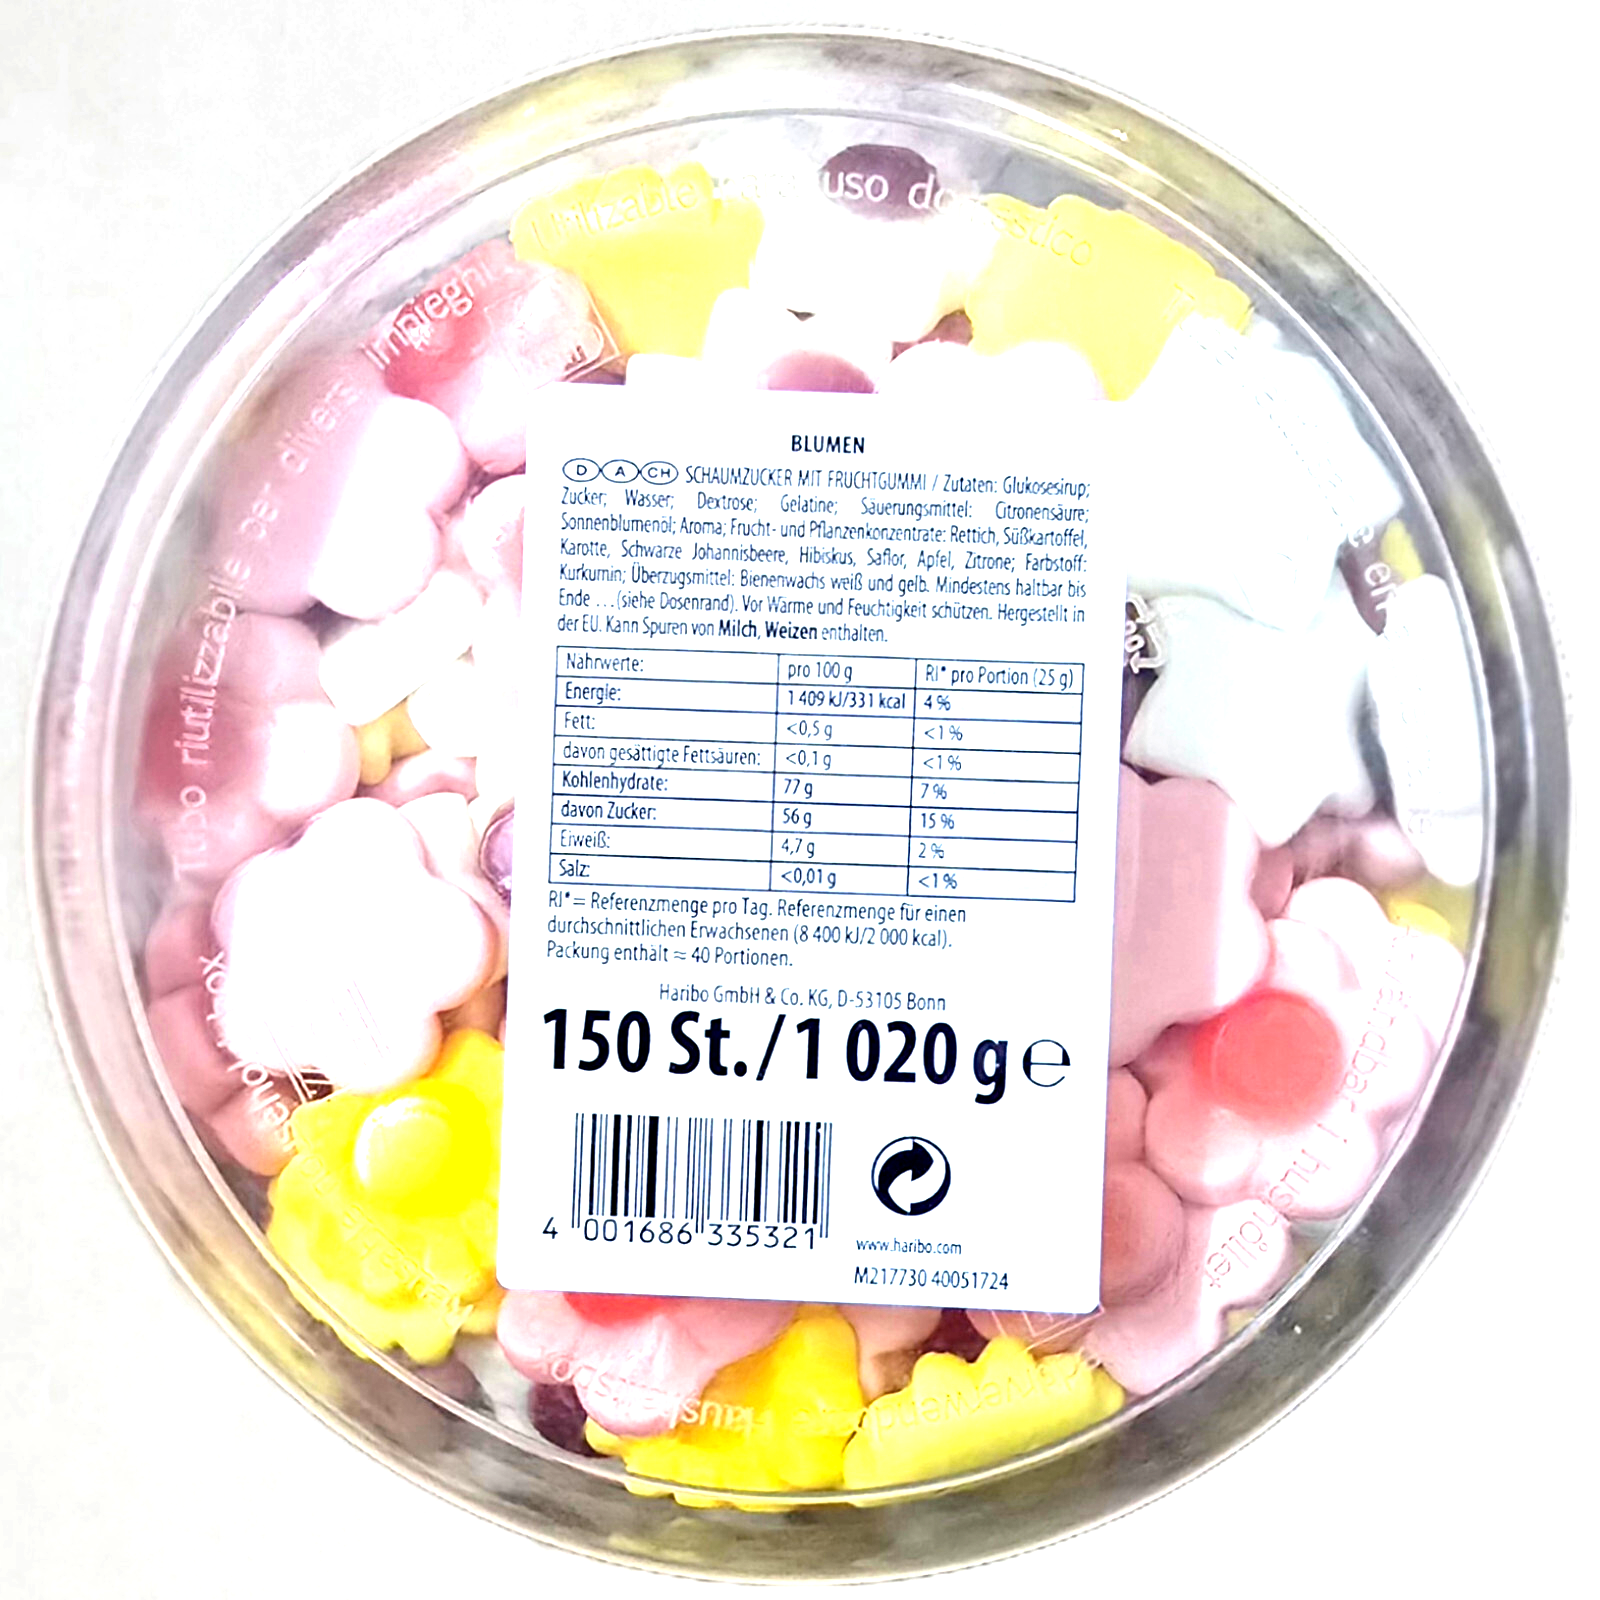 Utilizable
uso
Impieghi
per diversi
Tubo riutilizzabile
BLUMEN
D A CH SCHAUMZUCKER MIT FRUCHTGUMMI / Zutaten: Glukosesirup;
Zucker; Wasser; Dextrose; Gelatine; Säuerungsmittel: Citronensäure;
Sonnenblumenöl; Aroma; Frucht- und Pflanzenkonzentrate: Rettich, Süßkartoffel,
Karotte, Schwarze Johannisbeere, Hibiskus, Saflor, Apfel, Zitrone; Farbstoff:
Kurkumin; Überzugsmittel: Bienenwachs weiß und gelb. Mindestens haltbar bis
Ende ...(siehe Dosenrand). Vor Wärme und Feuchtigkeit schützen. Hergestellt in
der EU. Kann Spuren von Milch, Weizen enthalten.
Nährwerte: pro 100 g RI* pro Portion (25 g)
Energie: 1 409 kJ/331 kcal 4 %
Fett: <0,5 g <1 %
davon gesättigte Fettsäuren: <0,1 g <1 %
Kohlenhydrate: 77 g 7 %
davon Zucker: 56 g 15 %
Eiweiß: 4,7 g 2 %
Salz: <0,01 g <1 %
RI* = Referenzmenge pro Tag. Referenzmenge für einen
durchschnittlichen Erwachsenen (8 400 kJ/2 000 kcal).
Packung enthält ≈ 40 Portionen.
Haribo GmbH & Co. KG, D-53105 Bonn
150 St./1 020 g e
4 001686 335321
www.haribo.com
M217730 40051724